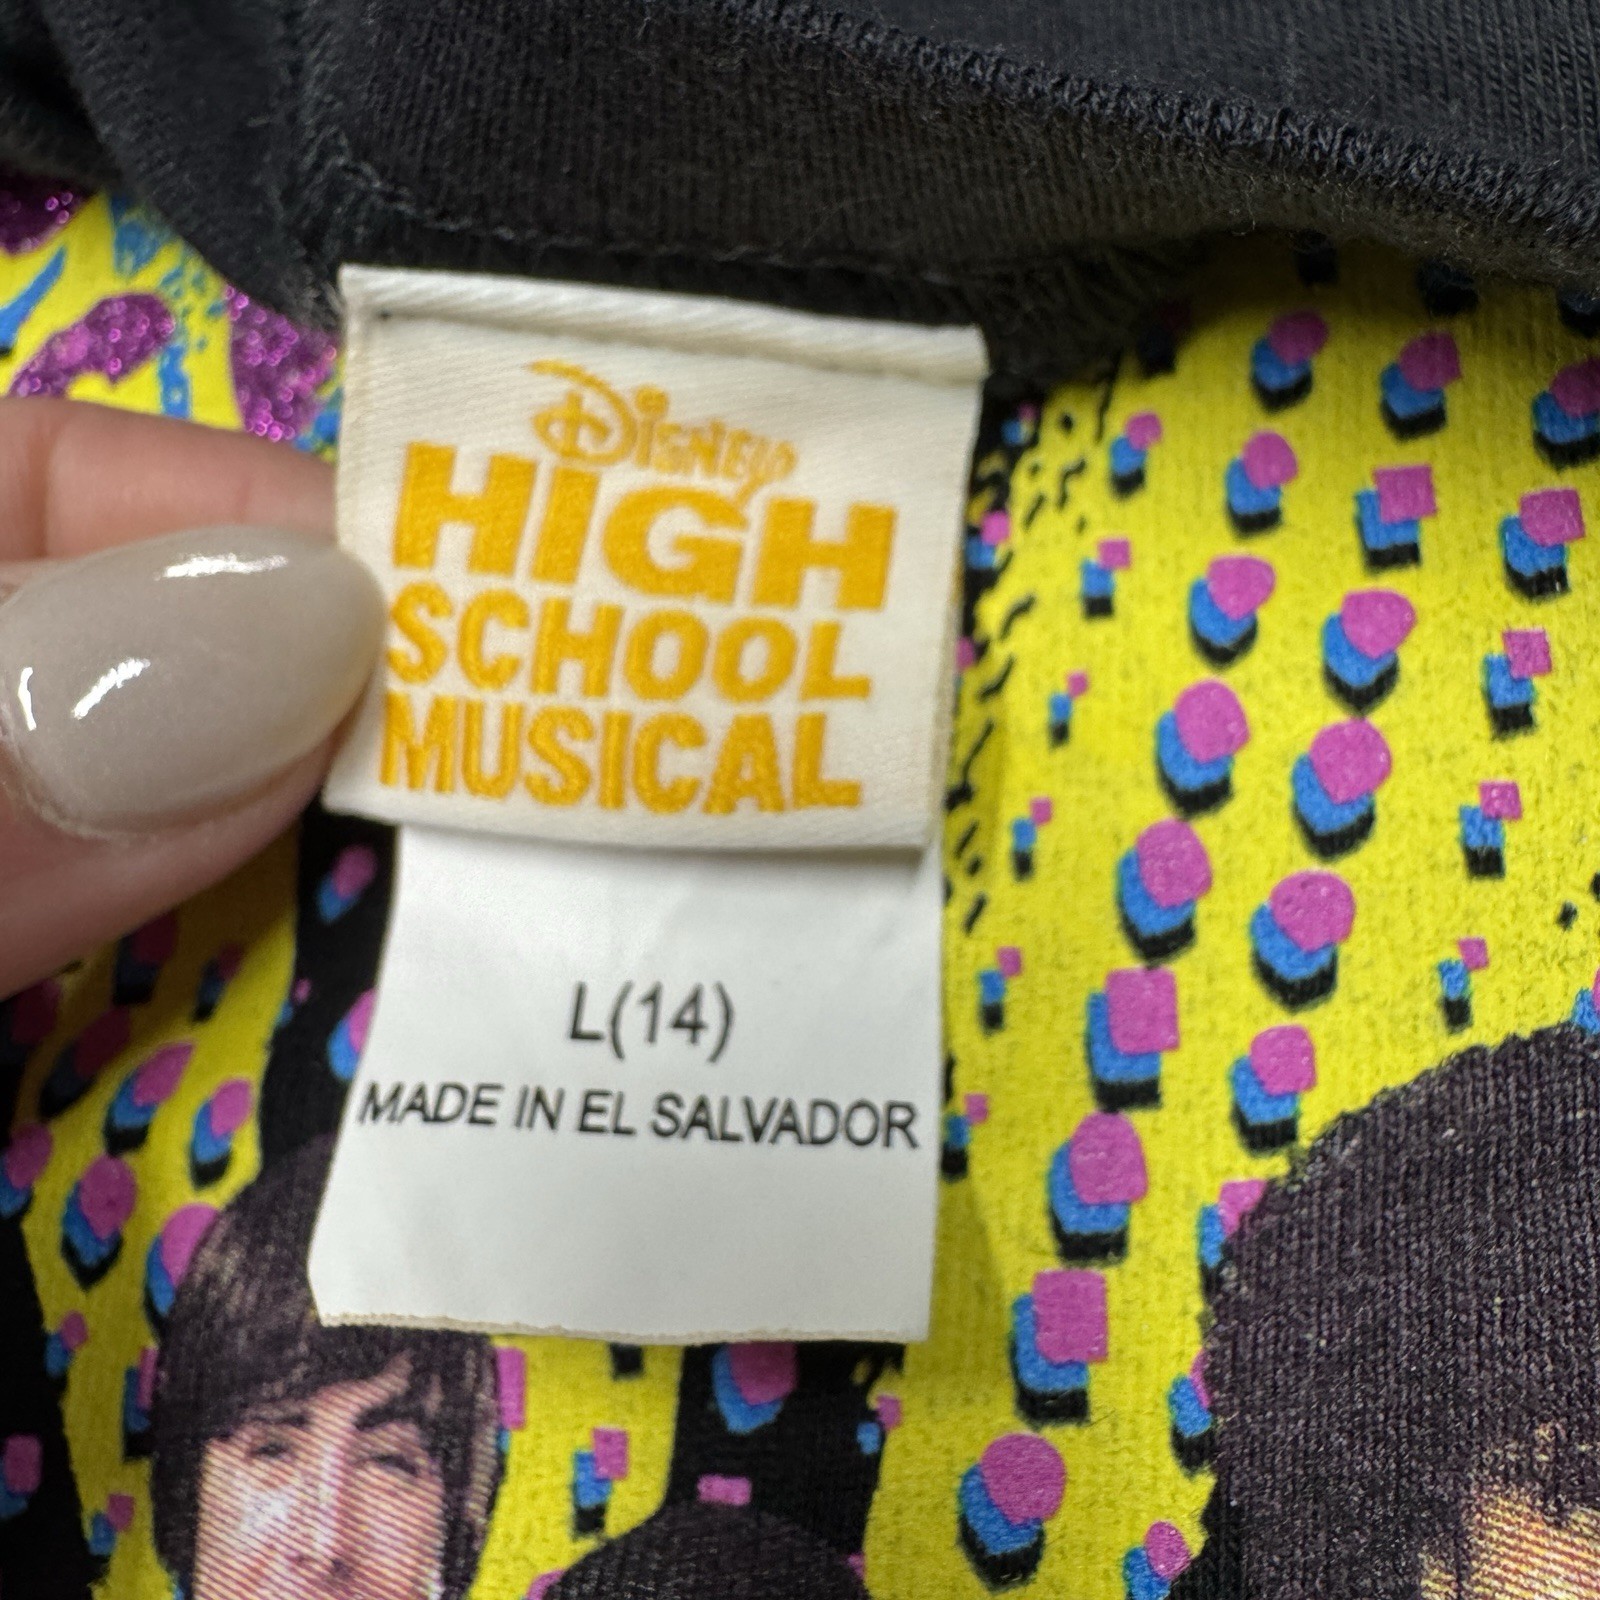 Disney
HIGH
SCHOOL
MUSICAL
L(14)
MADE IN EL SALVADOR